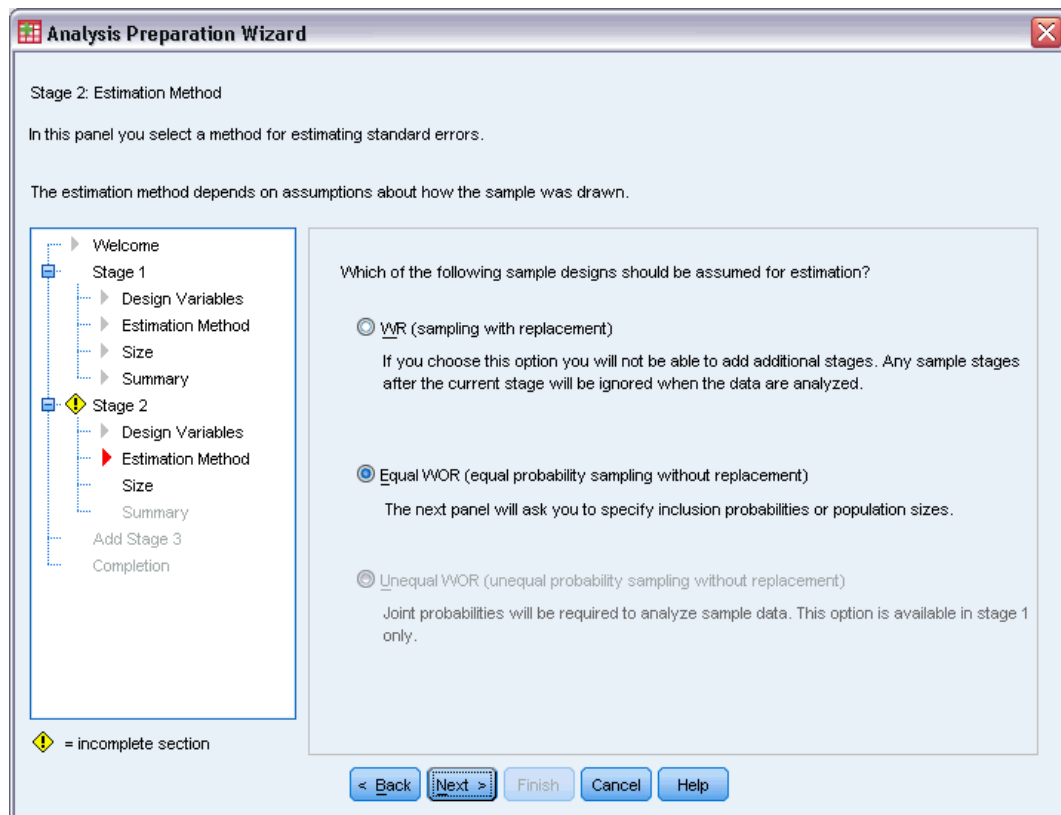 Analysis Preparation Wizard
Stage 2: Estimation Method
In this panel you select a method for estimating standard errors.
The estimation method depends on assumptions about how the sample was drawn.
Welcome
Stage 1
Design Variables
Estimation Method
Size
Summary
Stage 2
Design Variables
Estimation Method
Size
Summary
Add Stage 3
Completion
! = incomplete section
Which of the following sample designs should be assumed for estimation?
WR (sampling with replacement)
If you choose this option you will not be able to add additional stages. Any sample stages
after the current stage will be ignored when the data are analyzed.
Equal WOR (equal probability sampling without replacement)
The next panel will ask you to specify inclusion probabilities or population sizes.
Unequal WOR (unequal probability sampling without replacement)
Joint probabilities will be required to analyze sample data. This option is available in stage 1
only.
< Back Next > Finish Cancel Help